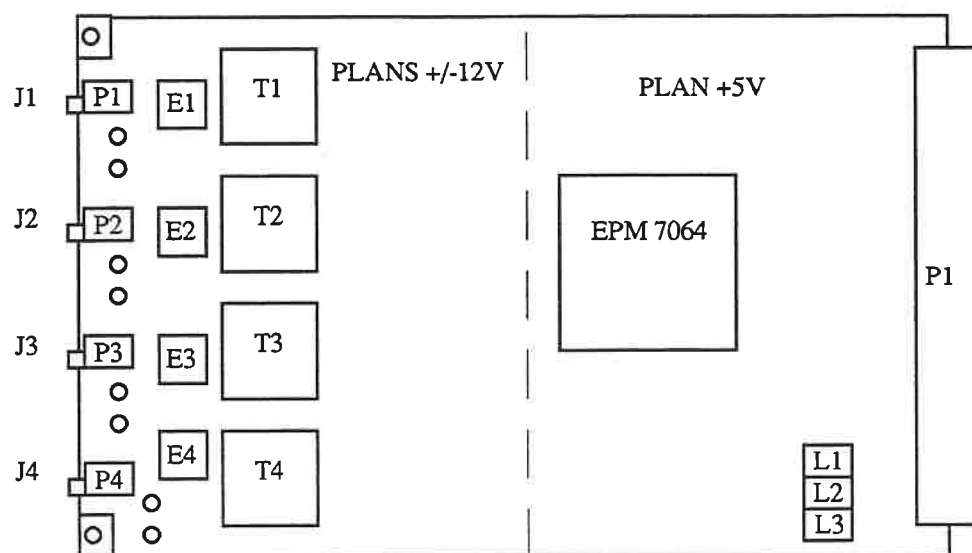 PLANS +/-12V
PLAN +5V
J1
P1
E1
T1
J2
P2
E2
T2
EPM 7064
P1
J3
P3
E3
T3
J4
P4
E4
T4
L1
L2
L3